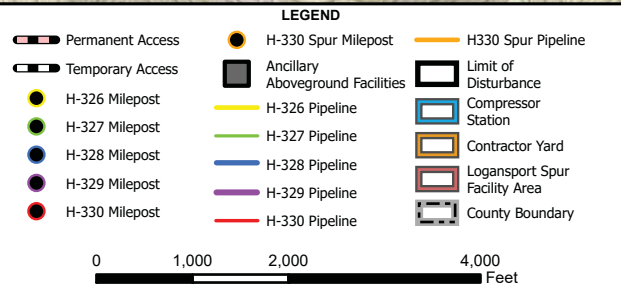 LEGEND
Permanent Access
Temporary Access
H-326 Milepost
H-327 Milepost
H-328 Milepost
H-329 Milepost
H-330 Milepost
H-330 Spur Milepost
Ancillary
Aboveground Facilities
H-326 Pipeline
H-327 Pipeline
H-328 Pipeline
H-329 Pipeline
H-330 Pipeline
H330 Spur Pipeline
Limit of
Disturbance
Compressor
Station
Contractor Yard
Logansport Spur
Facility Area
County Boundary
0 1,000 2,000 4,000
Feet